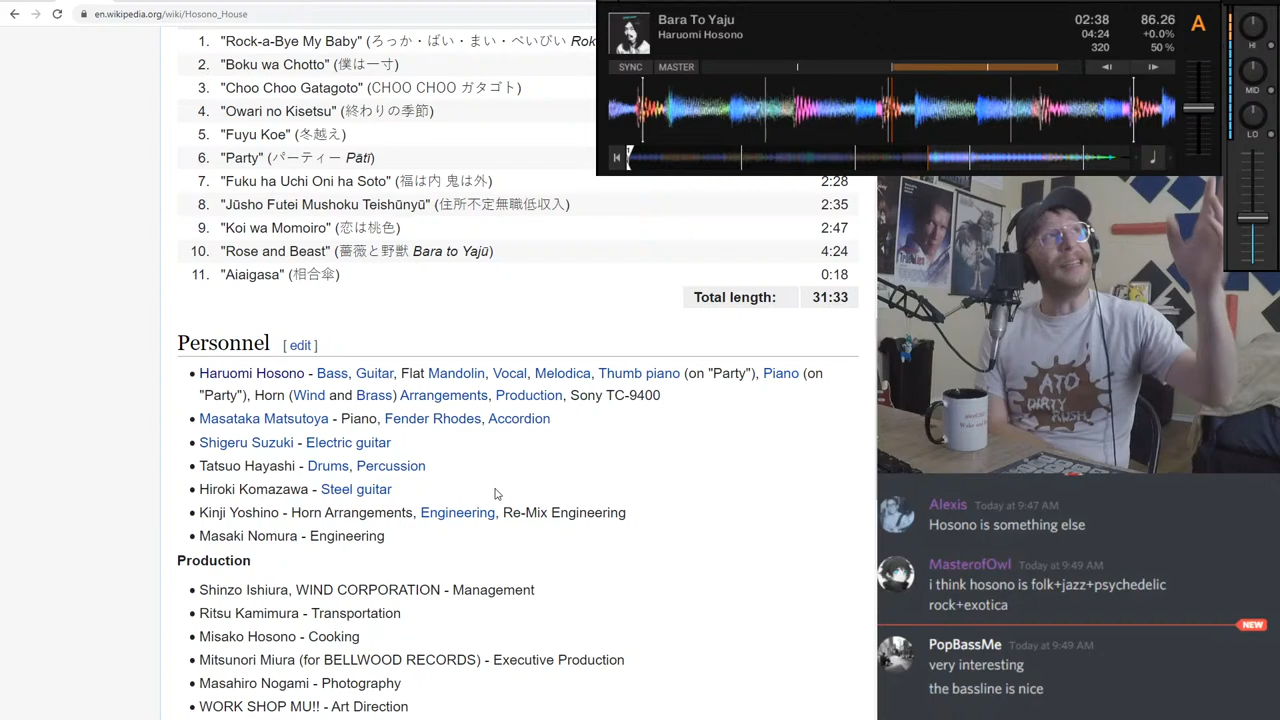 en.wikipedia.org/wiki/Hosono_House
1. "Rock-a-Bye My Baby" (ろっか・ばい・まい・べいびい Rok
2. "Boku wa Chotto" (僕は一寸)
3. "Choo Choo Gatagoto" (CHOO CHOO ガタゴト)
4. "Owari no Kisetsu" (終わりの季節)
5. "Fuyu Koe" (冬越え)
6. "Party" (パーティー Pātī)
7. "Fuku ha Uchi Oni ha Soto" (福は内 鬼は外) 2:28
8. "Jūsho Futei Mushoku Teishūnyū" (住所不定無職低収入) 2:35
9. "Koi wa Momoiro" (恋は桃色) 2:47
10. "Rose and Beast" (薔薇と野獣 Bara to Yajū) 4:24
11. "Aiaigasa" (相合傘) 0:18
Total length: 31:33
Personnel [ edit ]
Haruomi Hosono - Bass, Guitar, Flat Mandolin, Vocal, Melodica, Thumb piano (on "Party"), Piano (on
"Party"), Horn (Wind and Brass) Arrangements, Production, Sony TC-9400
Masataka Matsutoya - Piano, Fender Rhodes, Accordion
Shigeru Suzuki - Electric guitar
Tatsuo Hayashi - Drums, Percussion
Hiroki Komazawa - Steel guitar
Kinji Yoshino - Horn Arrangements, Engineering, Re-Mix Engineering
Masaki Nomura - Engineering
Production
Shinzo Ishiura, WIND CORPORATION - Management
Ritsu Kamimura - Transportation
Misako Hosono - Cooking
Mitsunori Miura (for BELLWOOD RECORDS) - Executive Production
Masahiro Nogami - Photography
WORK SHOP MU!! - Art Direction
Bara To Yaju
Haruomi Hosono
02:38 86.26
04:24 +0.0%
320 50 %
A
SYNC MASTER
HI
MID
LO
ATO
DIRTY
RUSH
Alexis Today at 9:47 AM
Hosono is something else
MasterofOwl Today at 9:49 AM
i think hosono is folk+jazz+psychedelic
rock+exotica
NEW
PopBassMe Today at 9:49 AM
very interesting
the bassline is nice